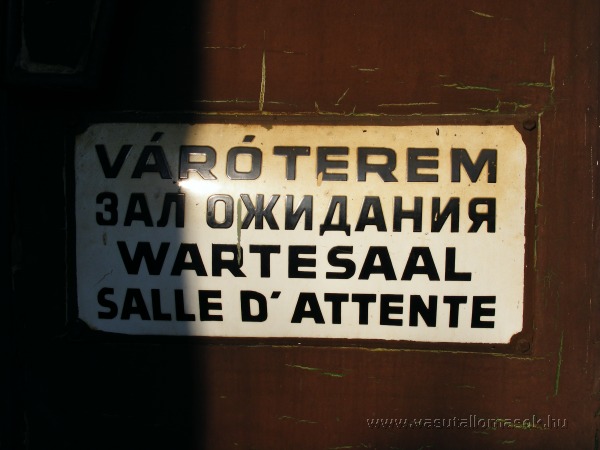 VÁRÓTEREM
ЗАЛ ОЖИДАНИЯ
WARTESAAL
SALLE D'ATTENTE
www.vasutallomasok.hu